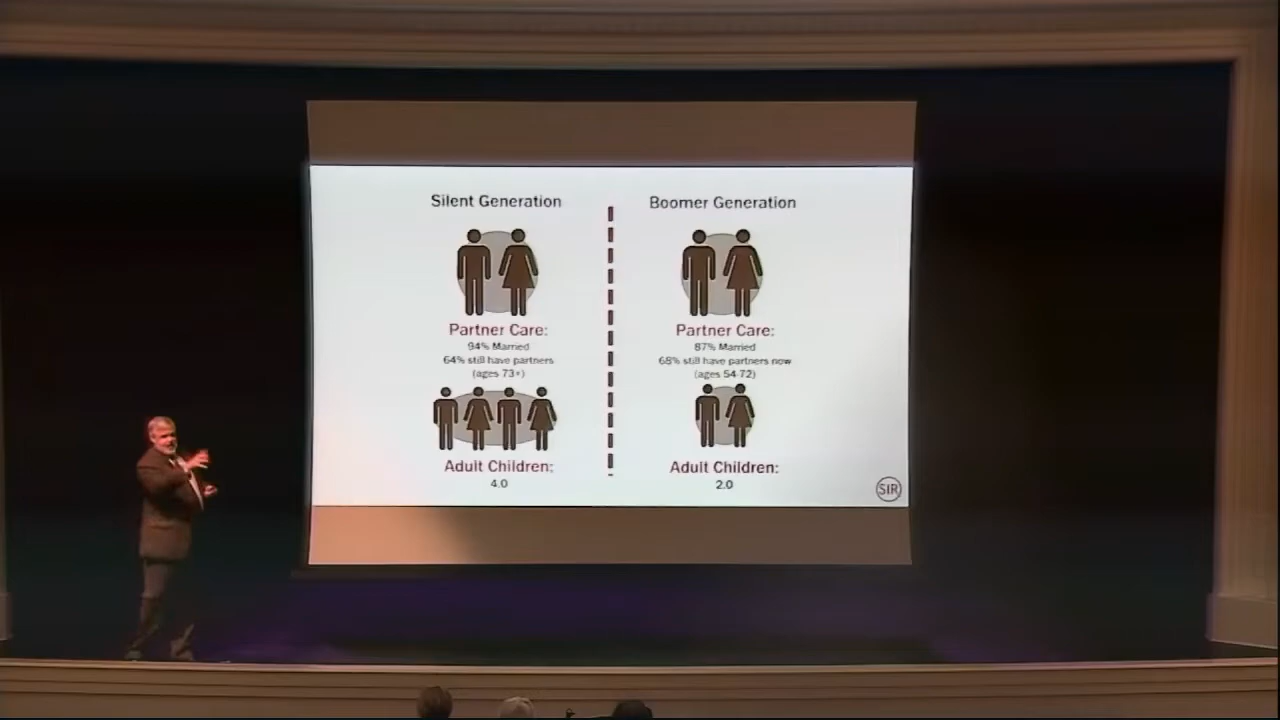 Silent Generation
Partner Care:
94% Married
64% still have partners
(ages 73+)
Adult Children:
4.0
Boomer Generation
Partner Care:
87% Married
68% still have partners now
(ages 54-72)
Adult Children:
2.0
SIR